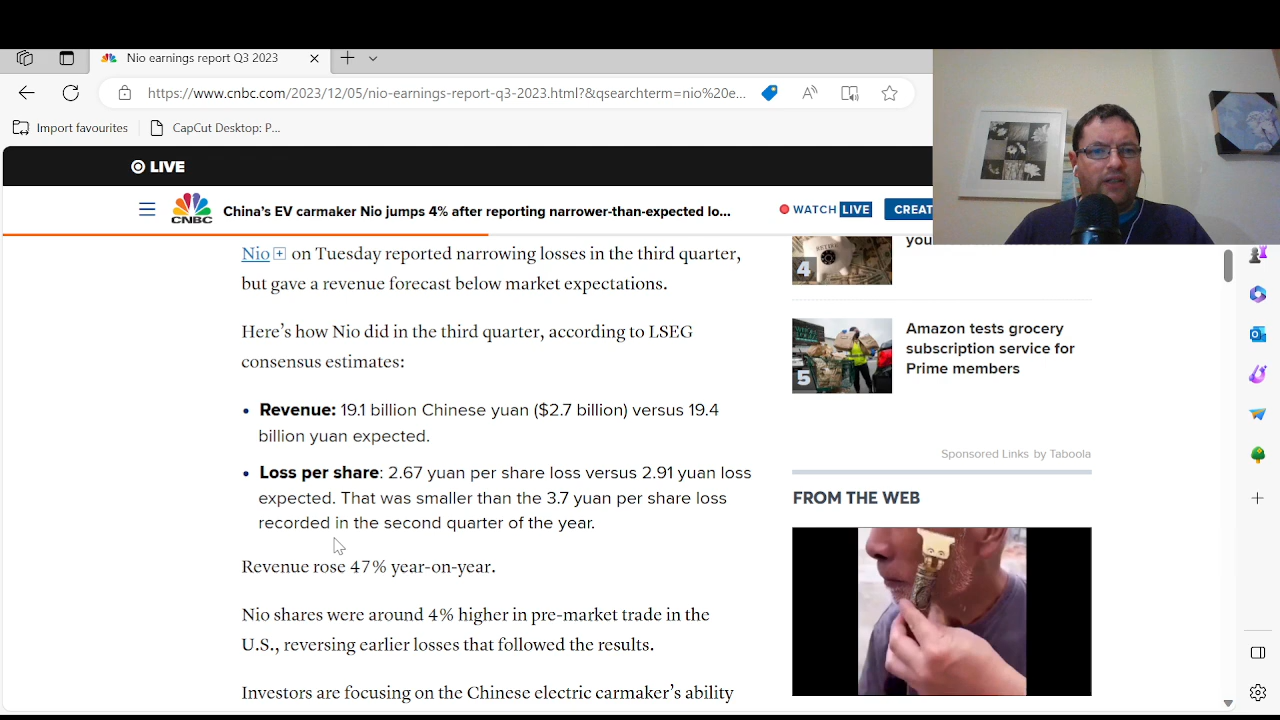 Nio earnings report Q3 2023
https://www.cnbc.com/2023/12/05/nio-earnings-report-q3-2023.html?&qsearchterm=nio%20e...
Import favourites
CapCut Desktop: P...
LIVE
CNBC
China's EV carmaker Nio jumps 4% after reporting narrower-than-expected lo...
WATCH LIVE
CREAT
Nio on Tuesday reported narrowing losses in the third quarter,
but gave a revenue forecast below market expectations.
Here's how Nio did in the third quarter, according to LSEG
consensus estimates:
• Revenue: 19.1 billion Chinese yuan ($2.7 billion) versus 19.4
billion yuan expected.
• Loss per share: 2.67 yuan per share loss versus 2.91 yuan loss
expected. That was smaller than the 3.7 yuan per share loss
recorded in the second quarter of the year.
Revenue rose 47% year-on-year.
Nio shares were around 4% higher in pre-market trade in the
U.S., reversing earlier losses that followed the results.
Investors are focusing on the Chinese electric carmaker's ability
you
4
5
Amazon tests grocery
subscription service for
Prime members
Sponsored Links by Taboola
FROM THE WEB